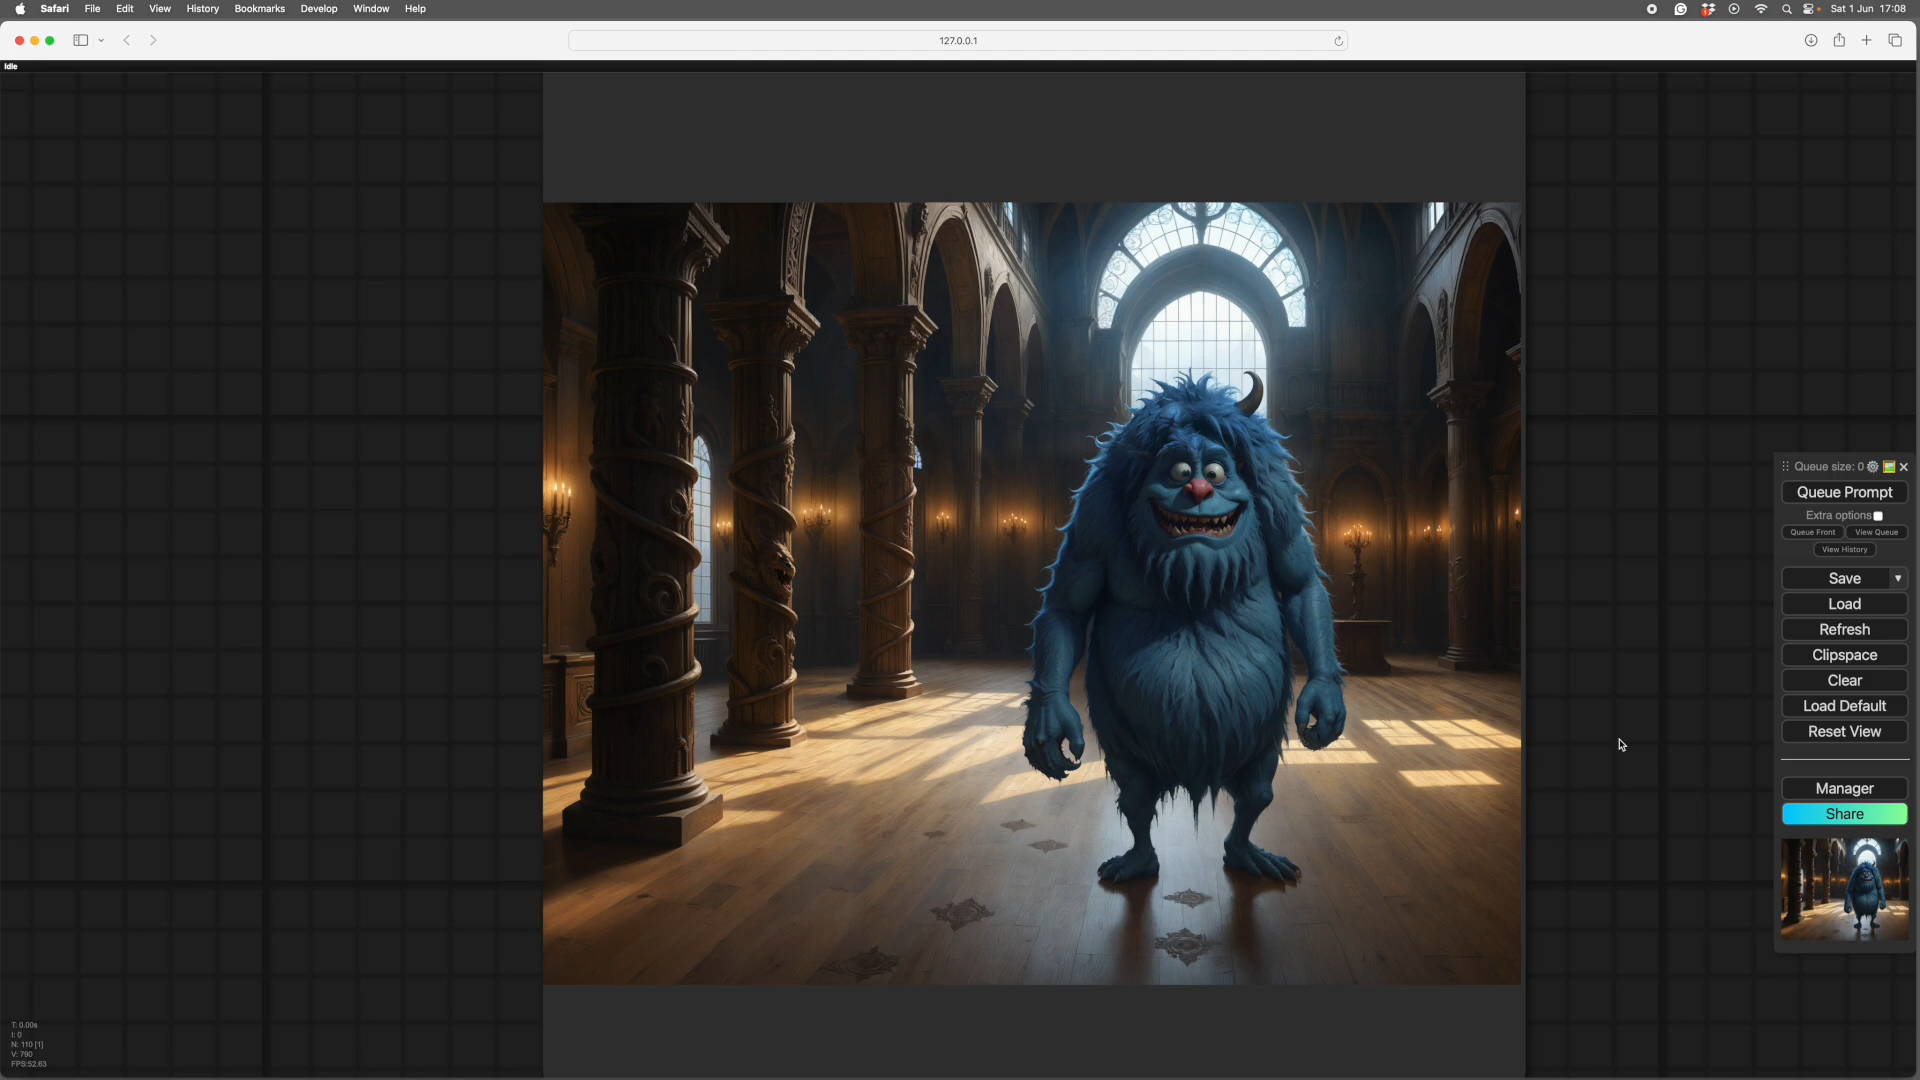 Safari File Edit View History Bookmarks Develop Window Help Sat 1 Jun 17:08
127.0.0.1
Idle
Queue size: 0
Queue Prompt
Extra options
Queue Front View Queue
View History
Save ▼
Load
Refresh
Clipspace
Clear
Load Default
Reset View
Manager
Share
T: 0.00s
I: 0
N: 110 [1]
V: 790
FPS:52.63